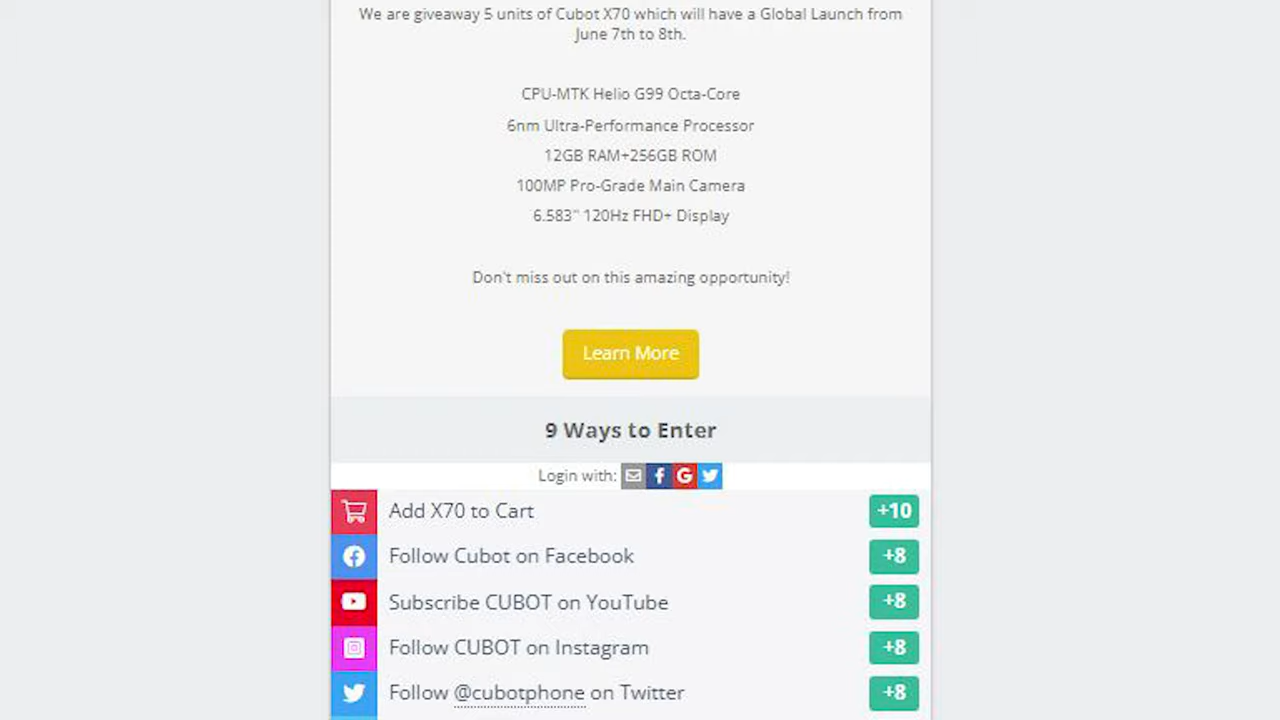 We are giveaway 5 units of Cubot X70 which will have a Global Launch from
June 7th to 8th.
CPU-MTK Helio G99 Octa-Core
6nm Ultra-Performance Processor
12GB RAM+256GB ROM
100MP Pro-Grade Main Camera
6.583" 120Hz FHD+ Display
Don't miss out on this amazing opportunity!
Learn More
9 Ways to Enter
Login with:
Add X70 to Cart +10
Follow Cubot on Facebook +8
Subscribe CUBOT on YouTube +8
Follow CUBOT on Instagram +8
Follow @cubotphone on Twitter +8